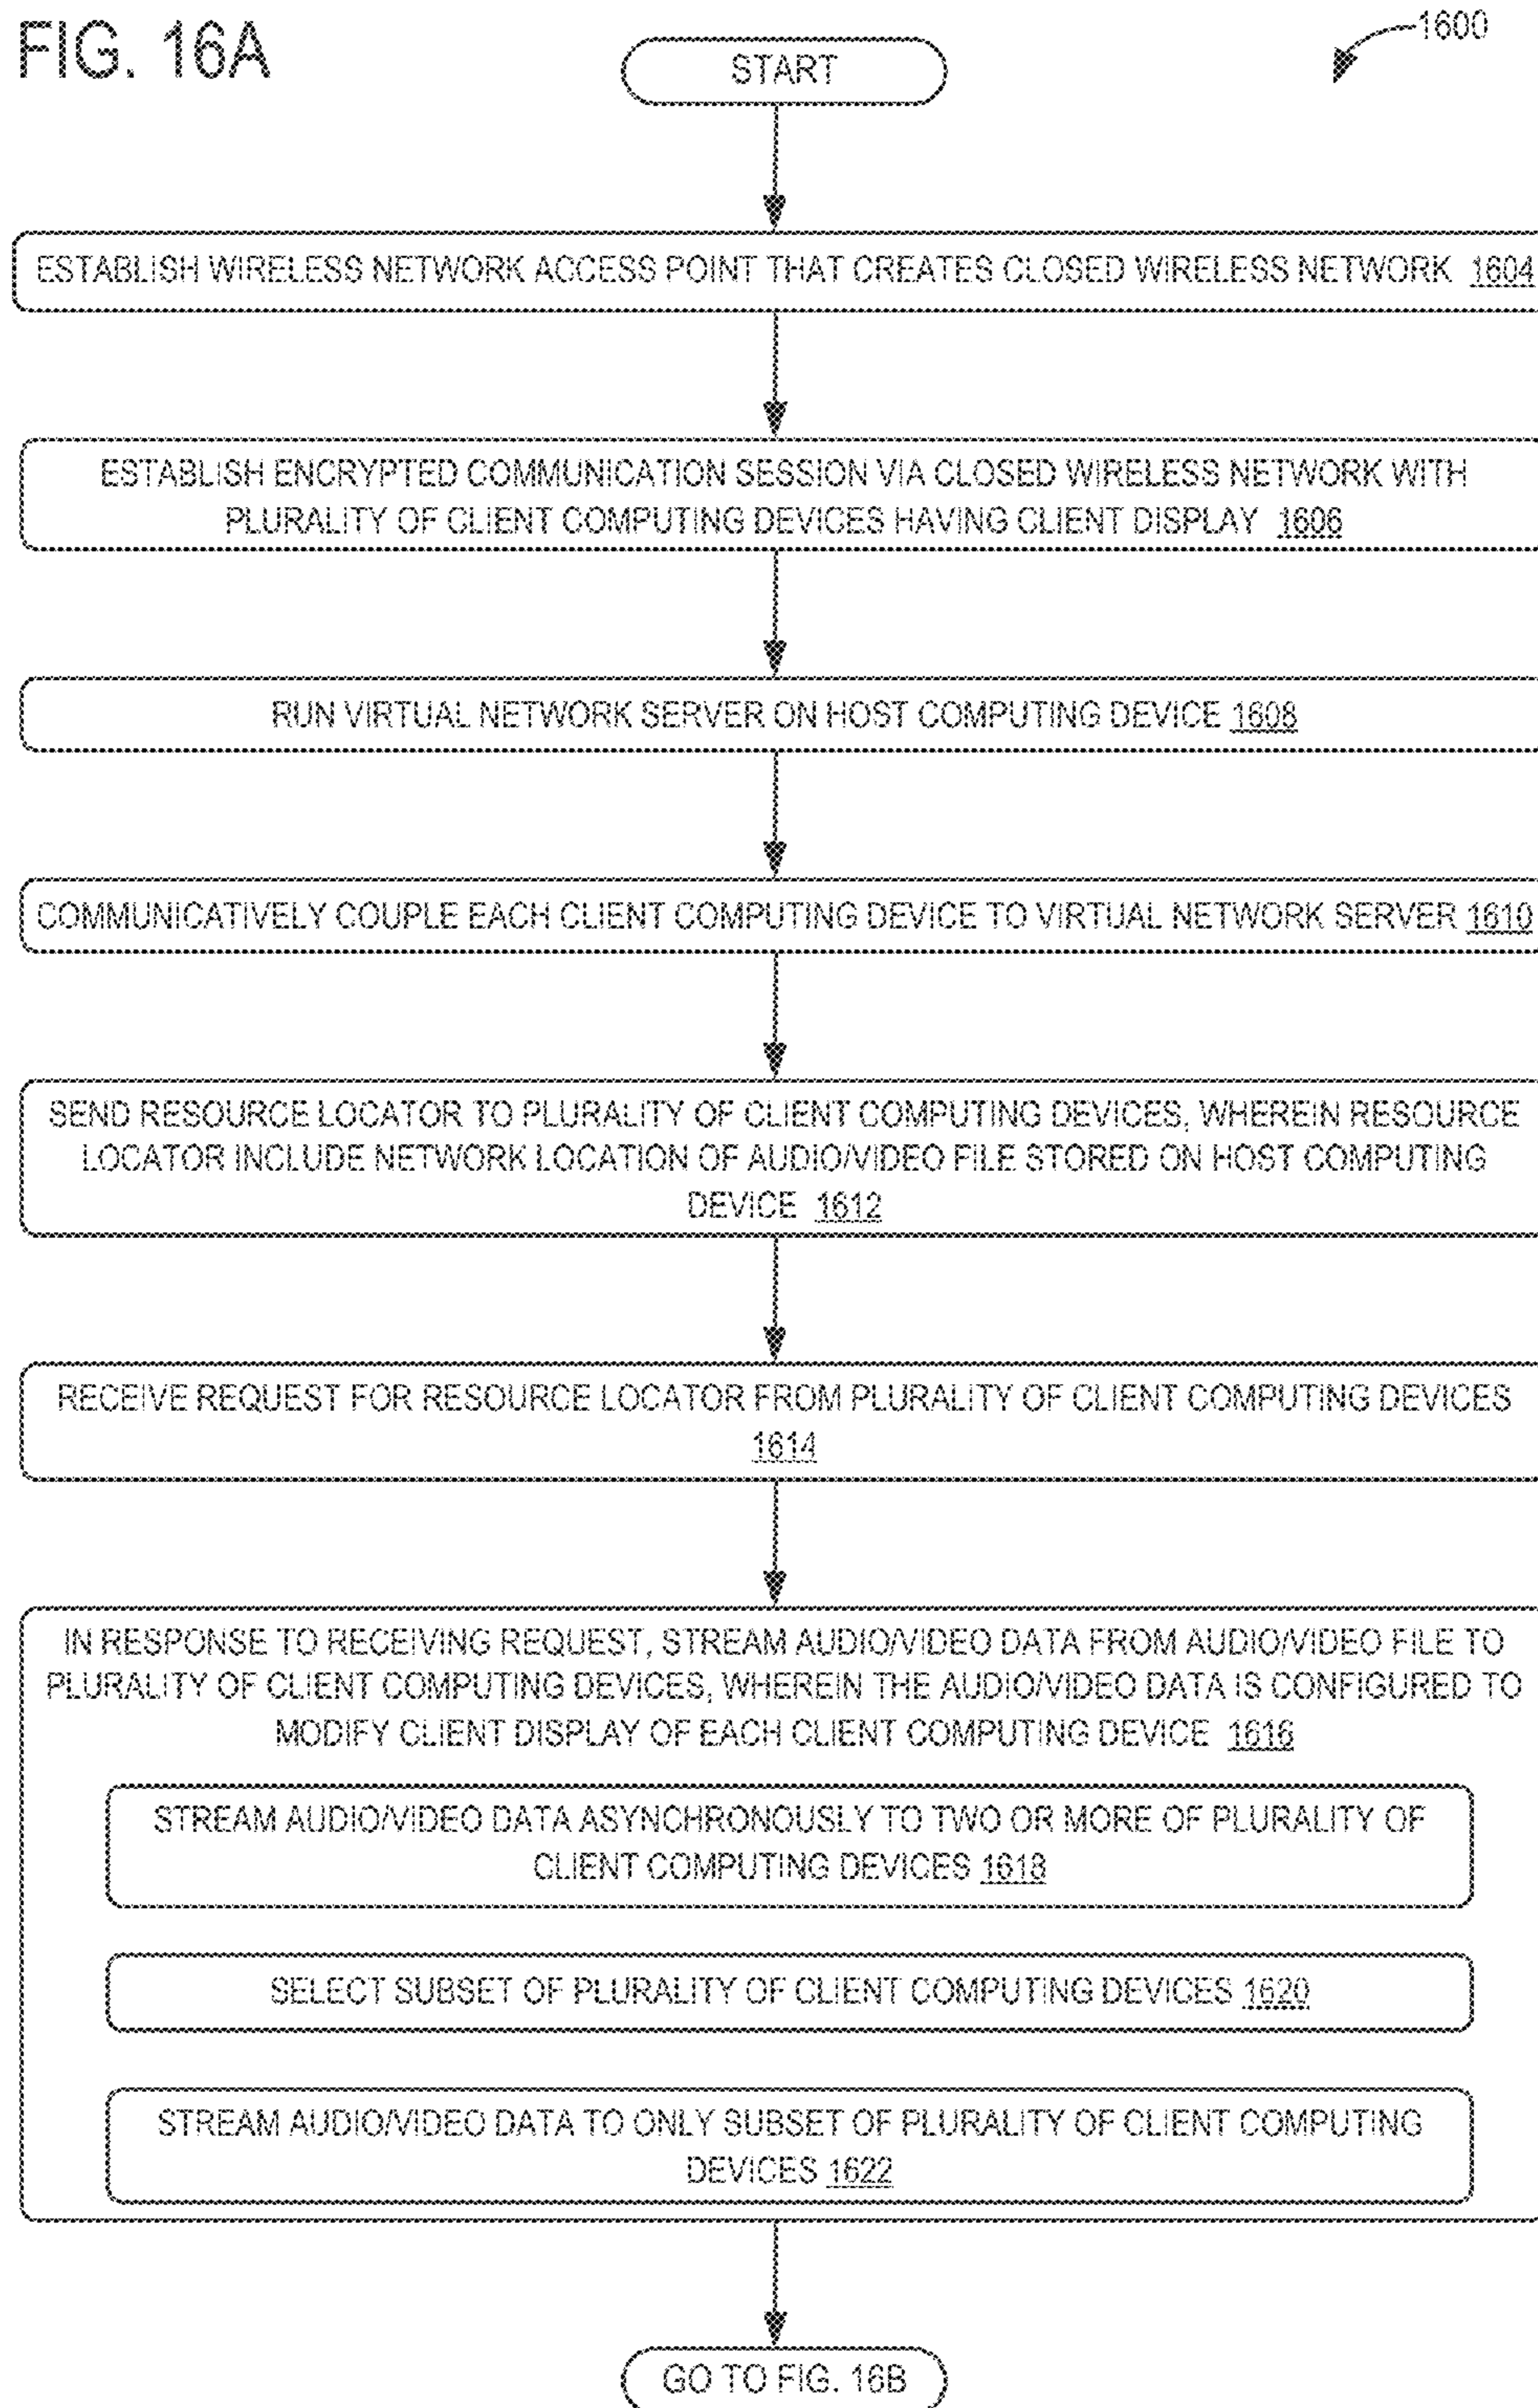 FIG. 16A
1600
START
ESTABLISH WIRELESS NETWORK ACCESS POINT THAT CREATES CLOSED WIRELESS NETWORK 1604
ESTABLISH ENCRYPTED COMMUNICATION SESSION VIA CLOSED WIRELESS NETWORK WITH
PLURALITY OF CLIENT COMPUTING DEVICES HAVING CLIENT DISPLAY 1606
RUN VIRTUAL NETWORK SERVER ON HOST COMPUTING DEVICE 1608
COMMUNICATIVELY COUPLE EACH CLIENT COMPUTING DEVICE TO VIRTUAL NETWORK SERVER 1610
SEND RESOURCE LOCATOR TO PLURALITY OF CLIENT COMPUTING DEVICES, WHEREIN RESOURCE
LOCATOR INCLUDE NETWORK LOCATION OF AUDIO/VIDEO FILE STORED ON HOST COMPUTING
DEVICE 1612
RECEIVE REQUEST FOR RESOURCE LOCATOR FROM PLURALITY OF CLIENT COMPUTING DEVICES
1614
IN RESPONSE TO RECEIVING REQUEST, STREAM AUDIO/VIDEO DATA FROM AUDIO/VIDEO FILE TO
PLURALITY OF CLIENT COMPUTING DEVICES, WHEREIN THE AUDIO/VIDEO DATA IS CONFIGURED TO
MODIFY CLIENT DISPLAY OF EACH CLIENT COMPUTING DEVICE 1616
STREAM AUDIO/VIDEO DATA ASYNCHRONOUSLY TO TWO OR MORE OF PLURALITY OF
CLIENT COMPUTING DEVICES 1618
SELECT SUBSET OF PLURALITY OF CLIENT COMPUTING DEVICES 1620
STREAM AUDIO/VIDEO DATA TO ONLY SUBSET OF PLURALITY OF CLIENT COMPUTING
DEVICES 1622
GO TO FIG. 16B